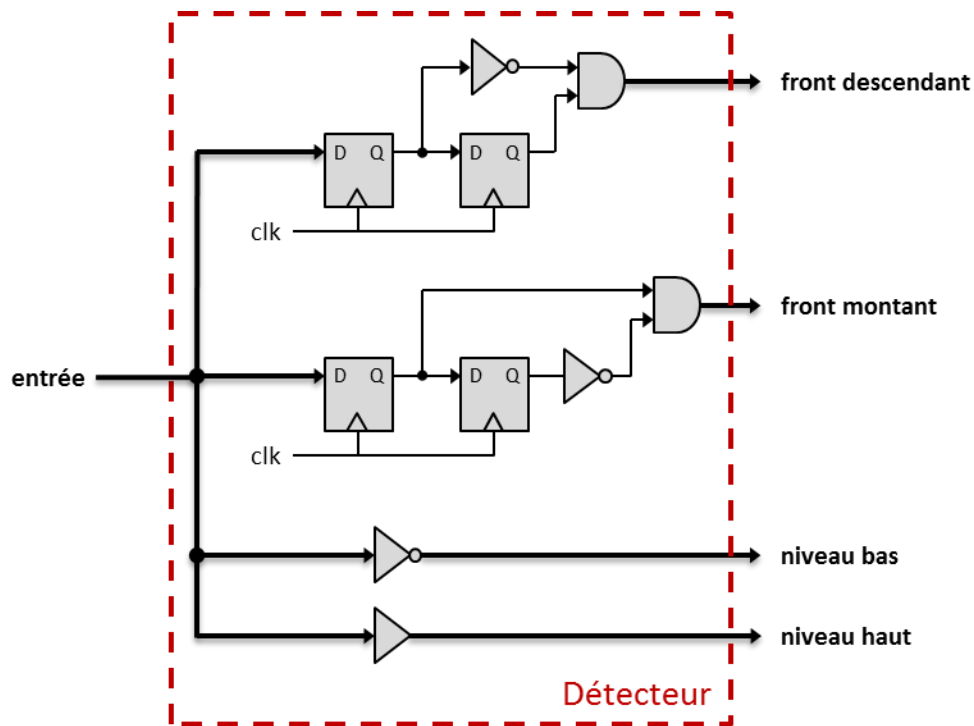 front descendant
D Q
D Q
clk
front montant
entrée
D Q
D Q
clk
niveau bas
niveau haut
Détecteur